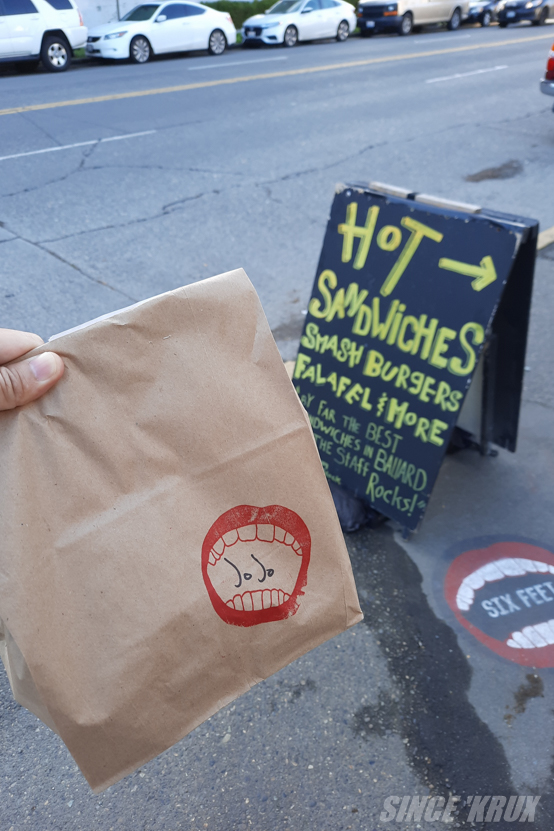 HOT →
SANDWICHES
SMASH BURGERS
FALAFEL & MORE
BY FAR THE BEST
SANDWICHES IN BALLARD
THE STAFF
ROCKS!
JoJo
SIX FEET
SINCE 'KRUX